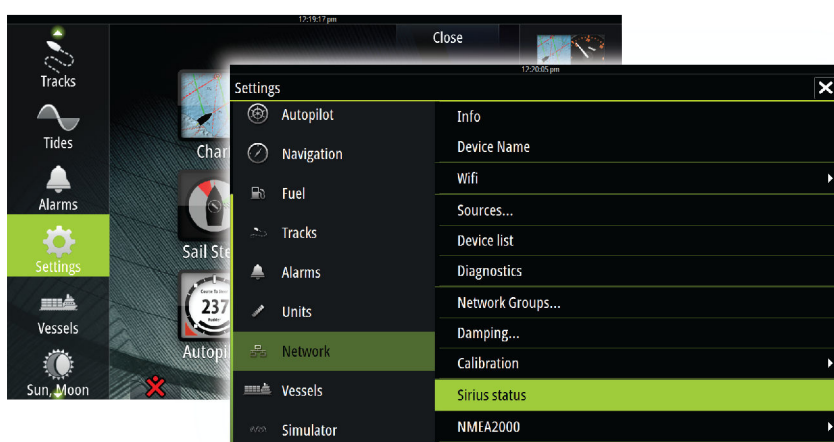 12:19:17 pm
Close
Tracks
Tides
Alarms
Settings
Vessels
Sun, Moon
Char
Sail Ste
237
Autopi
12:20:05 pm
Settings
Autopilot
Navigation
Fuel
Tracks
Alarms
Units
Network
Vessels
Simulator
Info
Device Name
Wifi
Sources...
Device list
Diagnostics
Network Groups...
Damping...
Calibration
Sirius status
NMEA2000